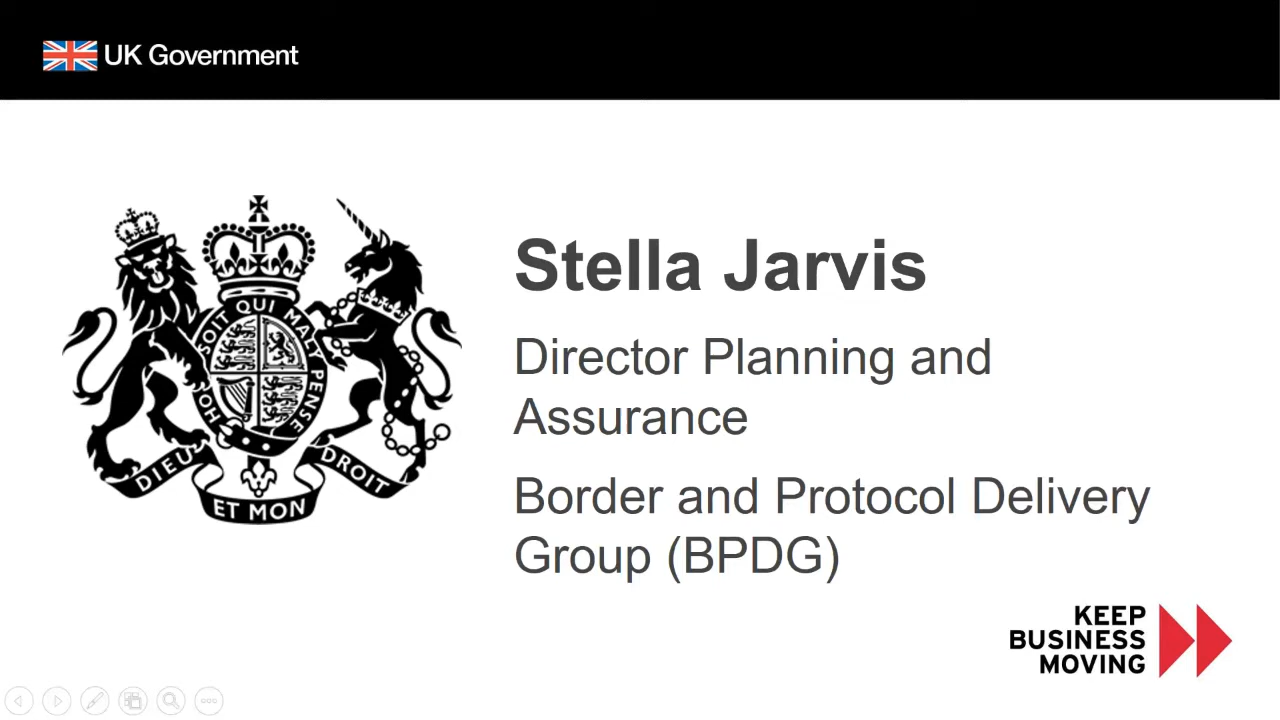 UK Government
SOIT QUI MAL Y PENSE
HON
DIEU
ET MON
DROIT
Stella Jarvis
Director Planning and
Assurance
Border and Protocol Delivery
Group (BPDG)
KEEP
BUSINESS
MOVING